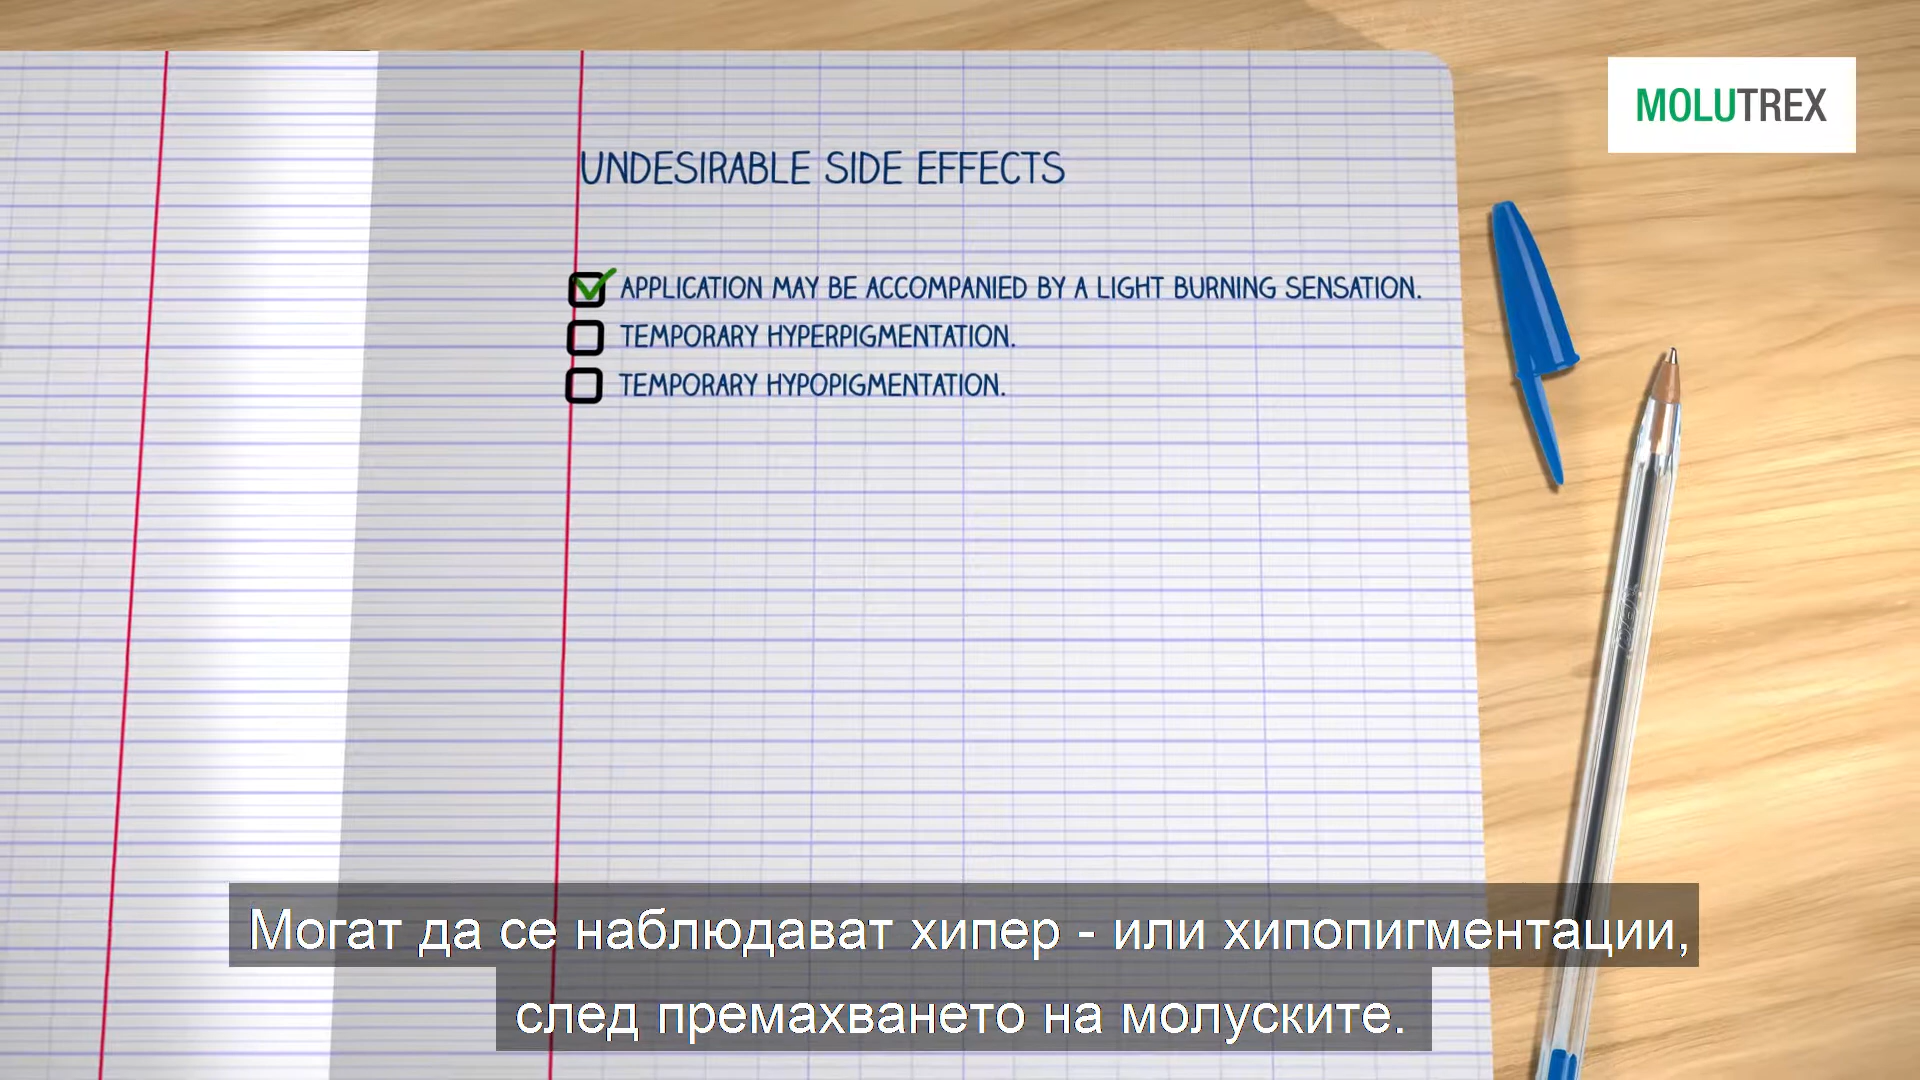 MOLUTREX
UNDESIRABLE SIDE EFFECTS
APPLICATION MAY BE ACCOMPANIED BY A LIGHT BURNING SENSATION.
TEMPORARY HYPERPIGMENTATION.
TEMPORARY HYPOPIGMENTATION.
Могат да се наблюдават хипер - или хипопигментации,
след премахването на молуските.